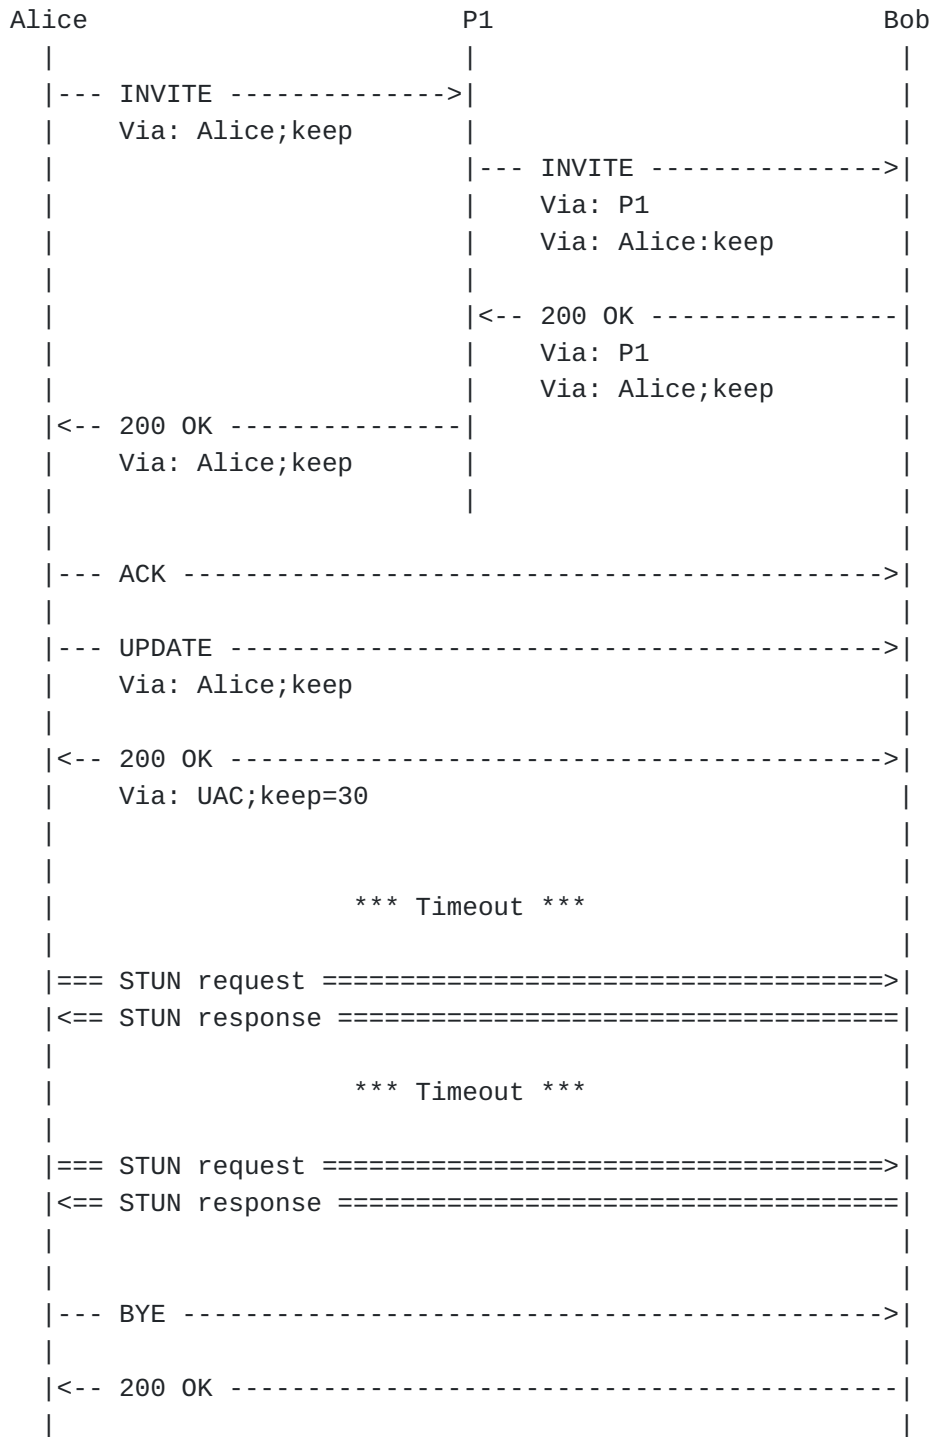 Alice                        P1                         Bob
  |                          |                           |
  |--- INVITE -------------->|                           |
  |    Via: Alice;keep       |                           |
  |                          |--- INVITE --------------->|
  |                          |    Via: P1                |
  |                          |    Via: Alice:keep        |
  |                          |                           |
  |                          |<-- 200 OK ----------------|
  |                          |    Via: P1                |
  |                          |    Via: Alice;keep        |
  |<-- 200 OK ---------------|                           |
  |    Via: Alice;keep       |                           |
  |                          |                           |
  |                                                      |
  |--- ACK --------------------------------------------->|
  |                                                      |
  |--- UPDATE ------------------------------------------>|
  |    Via: Alice;keep                                   |
  |                                                      |
  |<-- 200 OK ------------------------------------------>|
  |    Via: UAC;keep=30                                  |
  |                                                      |
  |                                                      |
  |                   *** Timeout ***                    |
  |                                                      |
  |=== STUN request ====================================>|
  |<== STUN response ====================================|
  |                                                      |
  |                   *** Timeout ***                    |
  |                                                      |
  |=== STUN request ====================================>|
  |<== STUN response ====================================|
  |                                                      |
  |                                                      |
  |--- BYE --------------------------------------------->|
  |                                                      |
  |<-- 200 OK -------------------------------------------|
  |                                                      |